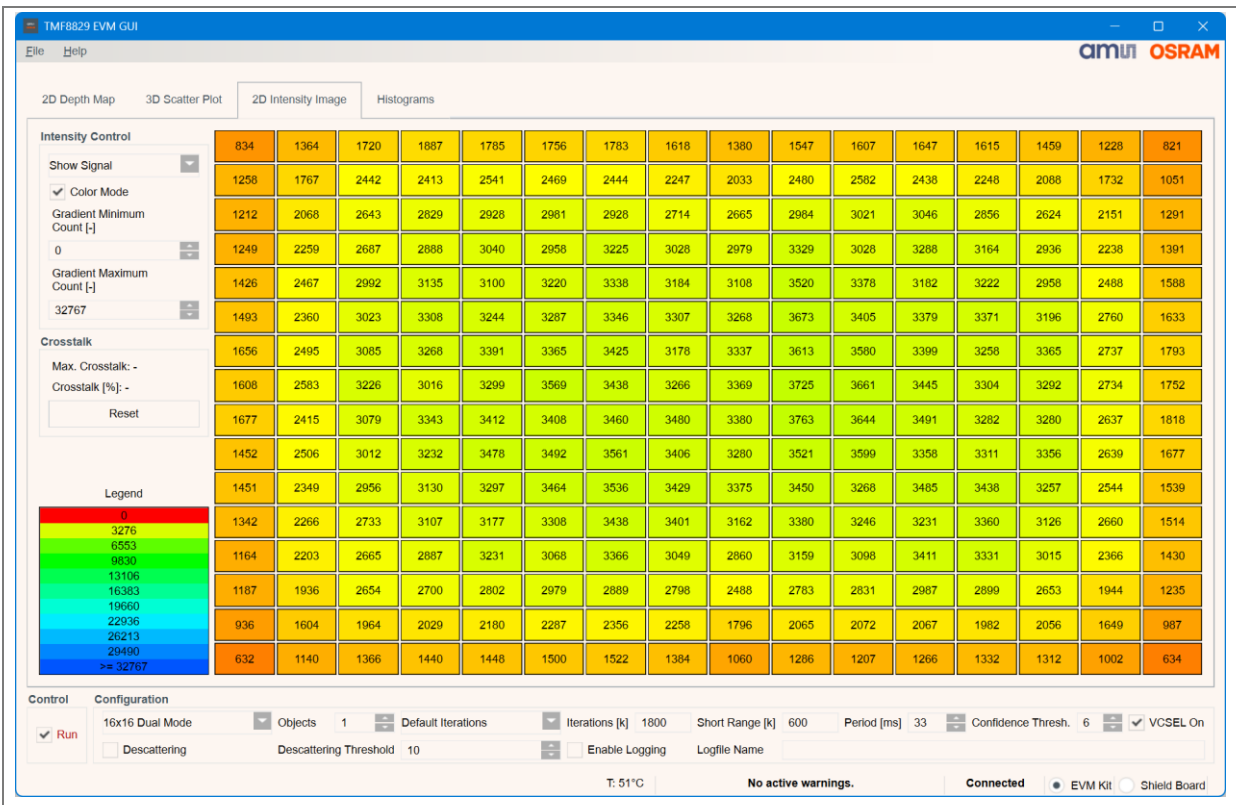 TMF8829 EVM GUI
File Help
amu OSRAM
2D Depth Map 3D Scatter Plot 2D Intensity Image Histograms
Intensity Control
Show Signal
Color Mode
Gradient Minimum
Count [-]
0
Gradient Maximum
Count [-]
32767
Crosstalk
Max. Crosstalk: -
Crosstalk [%]: -
Reset
Legend
0
3276
6553
9830
13106
16383
19660
22936
26213
29490
>= 32767
834 1364 1720 1887 1785 1756 1783 1618 1380 1547 1607 1647 1615 1459 1228 821
1258 1767 2442 2413 2541 2469 2444 2247 2033 2480 2582 2438 2248 2088 1732 1051
1212 2068 2643 2829 2928 2981 2928 2714 2665 2984 3021 3046 2856 2624 2151 1291
1249 2259 2687 2888 3040 2958 3225 3028 2979 3329 3028 3288 3164 2936 2238 1391
1426 2467 2992 3135 3100 3220 3338 3184 3108 3520 3378 3182 3222 2958 2488 1588
1493 2360 3023 3308 3244 3287 3346 3307 3268 3673 3405 3379 3371 3196 2760 1633
1656 2495 3085 3268 3391 3365 3425 3178 3337 3613 3580 3399 3258 3365 2737 1793
1608 2583 3226 3016 3299 3569 3438 3266 3369 3725 3661 3445 3304 3292 2734 1752
1677 2415 3079 3343 3412 3408 3460 3480 3380 3763 3644 3491 3282 3280 2637 1818
1452 2506 3012 3232 3478 3492 3561 3406 3280 3521 3599 3358 3311 3356 2639 1677
1451 2349 2956 3130 3297 3464 3536 3429 3375 3450 3268 3485 3438 3257 2544 1539
1342 2266 2733 3107 3177 3308 3438 3401 3162 3380 3246 3231 3360 3126 2660 1514
1164 2203 2665 2887 3231 3068 3366 3049 2860 3159 3098 3411 3331 3015 2366 1430
1187 1936 2654 2700 2802 2979 2889 2798 2488 2783 2831 2987 2899 2653 1944 1235
936 1604 1964 2029 2180 2287 2356 2258 1796 2065 2072 2067 1982 2056 1649 987
632 1140 1366 1440 1448 1500 1522 1384 1060 1286 1207 1266 1332 1312 1002 634
Control Configuration
Run
16x16 Dual Mode Objects 1 Default Iterations Iterations [k] 1800 Short Range [k] 600 Period [ms] 33 Confidence Thresh. 6 VCSEL On
Descattering Descattering Threshold 10 Enable Logging Logfile Name
T: 51°C No active warnings. Connected EVM Kit Shield Board